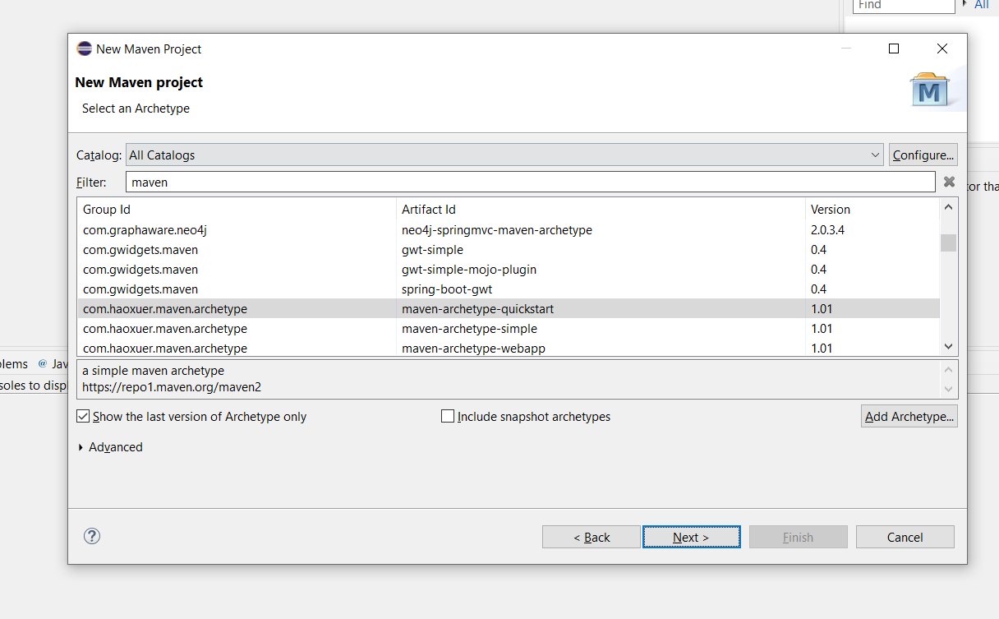 Find
All
New Maven Project
New Maven project
Select an Archetype
Catalog: All Catalogs Configure...
Filter: maven
tor tha
Group Id Artifact Id Version
com.graphaware.neo4j neo4j-springmvc-maven-archetype 2.0.3.4
com.gwidgets.maven gwt-simple 0.4
com.gwidgets.maven gwt-simple-mojo-plugin 0.4
com.gwidgets.maven spring-boot-gwt 0.4
com.haoxuer.maven.archetype maven-archetype-quickstart 1.01
com.haoxuer.maven.archetype maven-archetype-simple 1.01
com.haoxuer.maven.archetype maven-archetype-webapp 1.01
blems @ Jav
a simple maven archetype
soles to disp
https://repo1.maven.org/maven2
Show the last version of Archetype only Include snapshot archetypes Add Archetype...
Advanced
? < Back Next > Finish Cancel